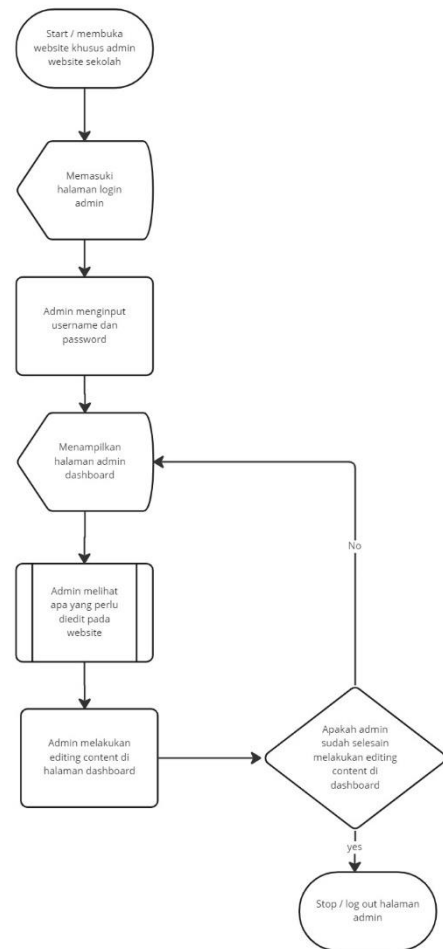 Start / membuka
website khusus admin
website sekolah
Memasuki
halaman login
admin
Admin menginput
username dan
password
Menampilkan
halaman admin
dashboard
No
Admin melihat
apa yang perlu
diedit pada
website
Admin melakukan
editing content di
halaman dashboard
Apakah admin
sudah selesain
melakukan editing
content di
dashboard
yes
Stop / log out halaman
admin